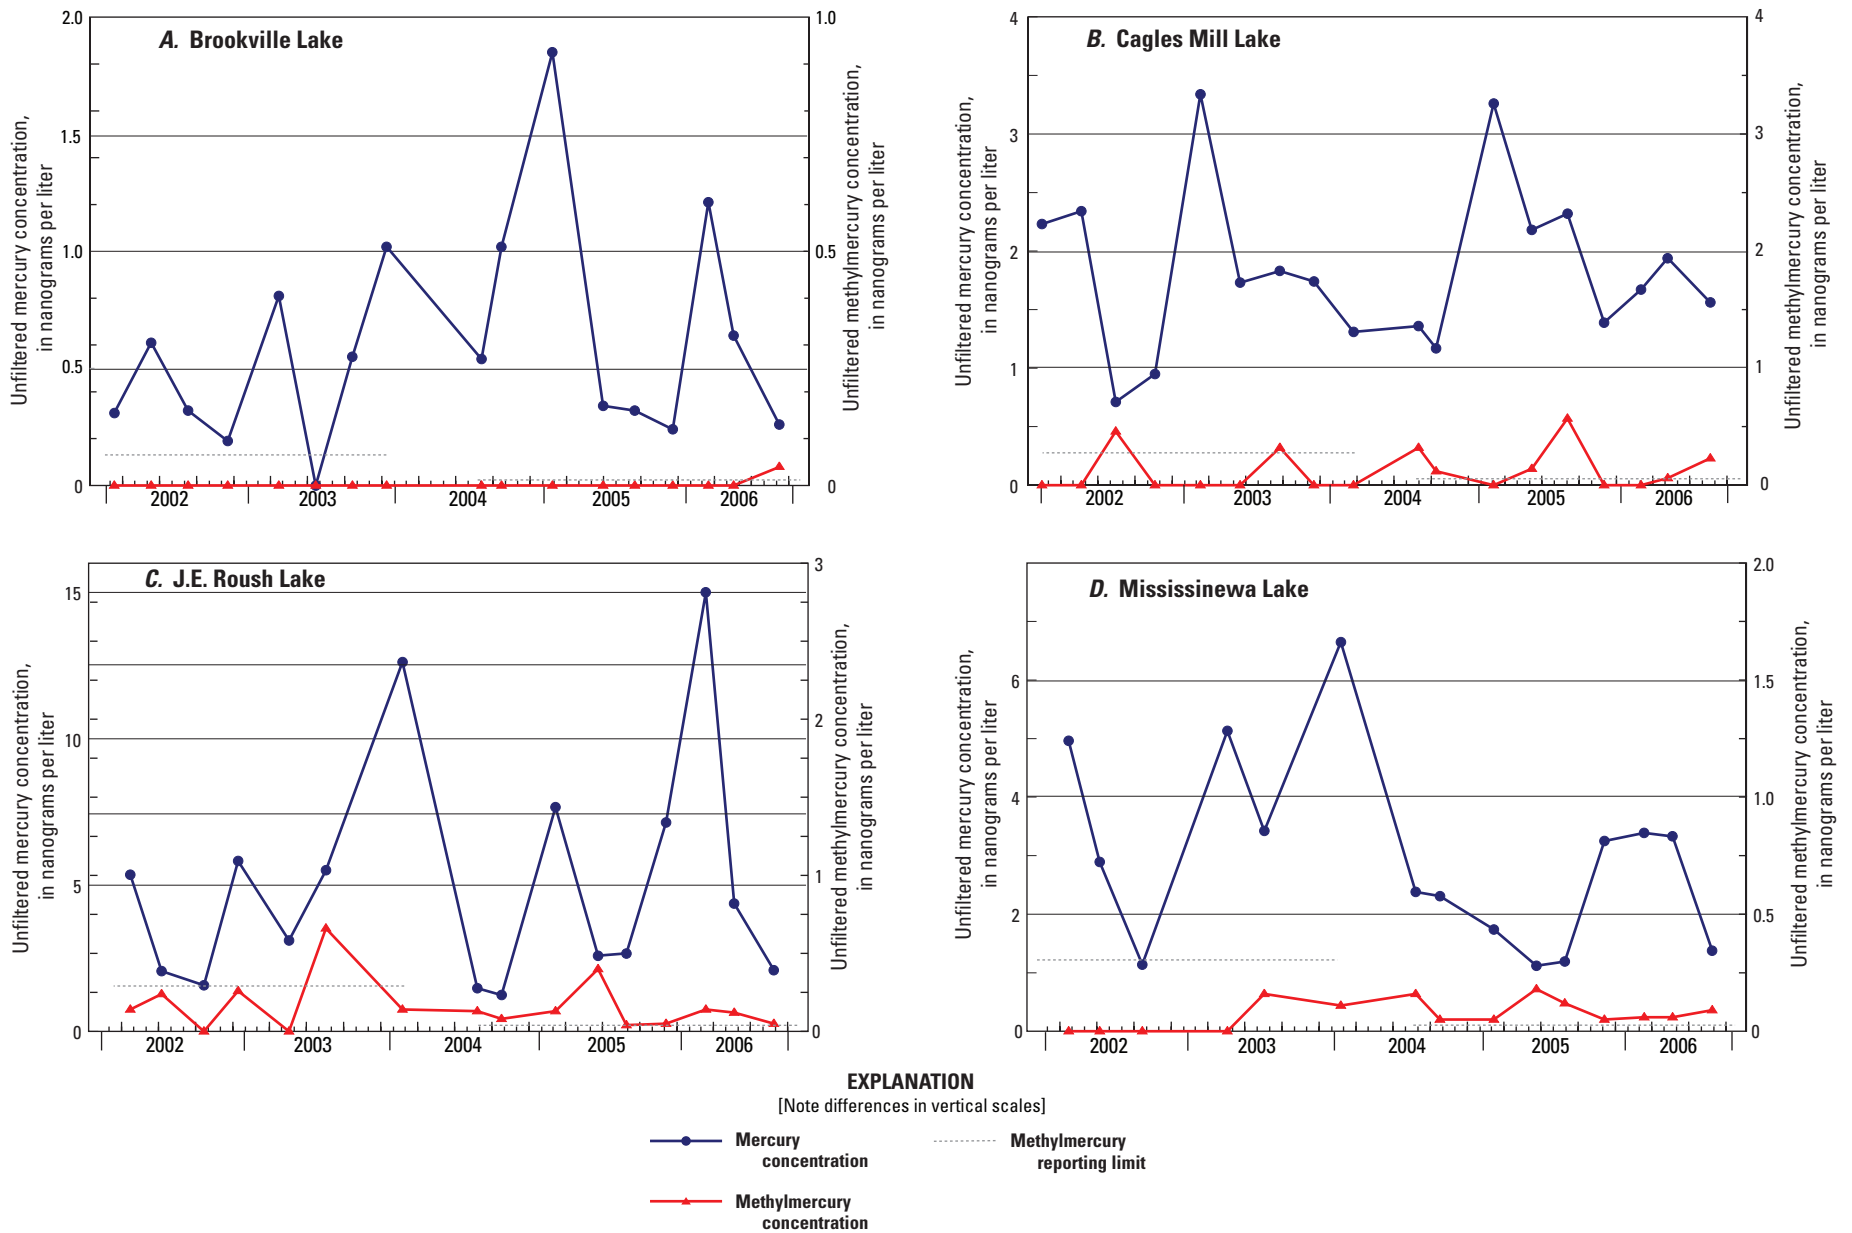 A. Brookville Lake
Unfiltered mercury concentration,
in nanograms per liter
2.0
1.5
1.0
0.5
0
1.0
0.5
0
Unfiltered methylmercury concentration,
in nanograms per liter
2002 2003 2004 2005 2006
B. Cagles Mill Lake
Unfiltered mercury concentration,
in nanograms per liter
4
3
2
1
0
4
3
2
1
0
Unfiltered methylmercury concentration,
in nanograms per liter
2002 2003 2004 2005 2006
C. J.E. Roush Lake
Unfiltered mercury concentration,
in nanograms per liter
15
10
5
0
3
2
1
0
Unfiltered methylmercury concentration,
in nanograms per liter
2002 2003 2004 2005 2006
D. Mississinewa Lake
Unfiltered mercury concentration,
in nanograms per liter
6
4
2
0
2.0
1.5
1.0
0.5
0
Unfiltered methylmercury concentration,
in nanograms per liter
2002 2003 2004 2005 2006
EXPLANATION
[Note differences in vertical scales]
Mercury
concentration
Methylmercury
reporting limit
Methylmercury
concentration